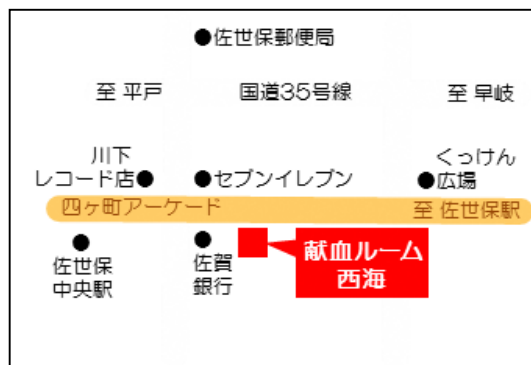 ●佐世保郵便局
至 平戸
国道35号線
至 早岐
川下
レコード店●
●セブンイレブン
くっけん
●広場
四ヶ町アーケード
至 佐世保駅
●
佐世保
中央駅
●
佐賀
銀行
献血ルーム
西海